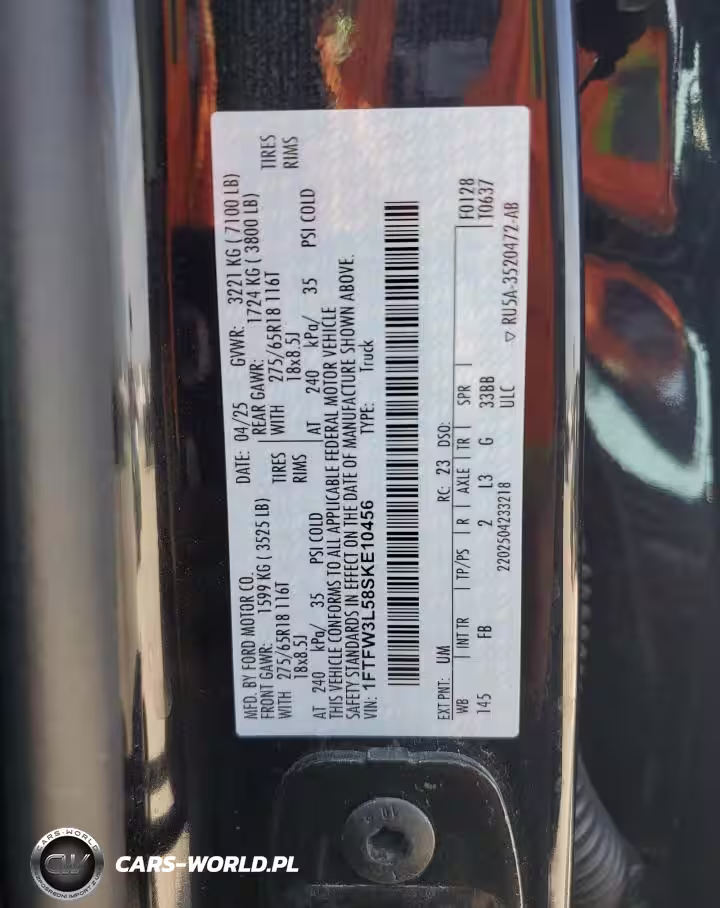 MFD. BY FORD MOTOR CO.
DATE: 04/25 GVWR: 3221 KG ( 7100 LB)
FRONT GAWR: 1599 KG ( 3525 LB)
REAR GAWR: 1724 KG ( 3800 LB)
WITH 275/65R18 116T TIRES
WITH 275/65R18 116T TIRES
18x8.5J RIMS
18x8.5J RIMS
AT 240 kPa/ 35 PSI COLD
AT 240 kPa/ 35 PSI COLD
THIS VEHICLE CONFORMS TO ALL APPLICABLE FEDERAL MOTOR VEHICLE
SAFETY STANDARDS IN EFFECT ON THE DATE OF MANUFACTURE SHOWN ABOVE.
VIN: 1FTFW3L58SKE10456 TYPE: Truck
EXT PNT: UM RC: 23 DSO: F0128
WB INT TR TP/PS R AXLE TR SPR T0637
145 FB 2 L3 G 33BB
2202504233218 ULC
▽ RU5A-3520472-AB
CARS-WORLD
CW
CARS-WORLD.PL